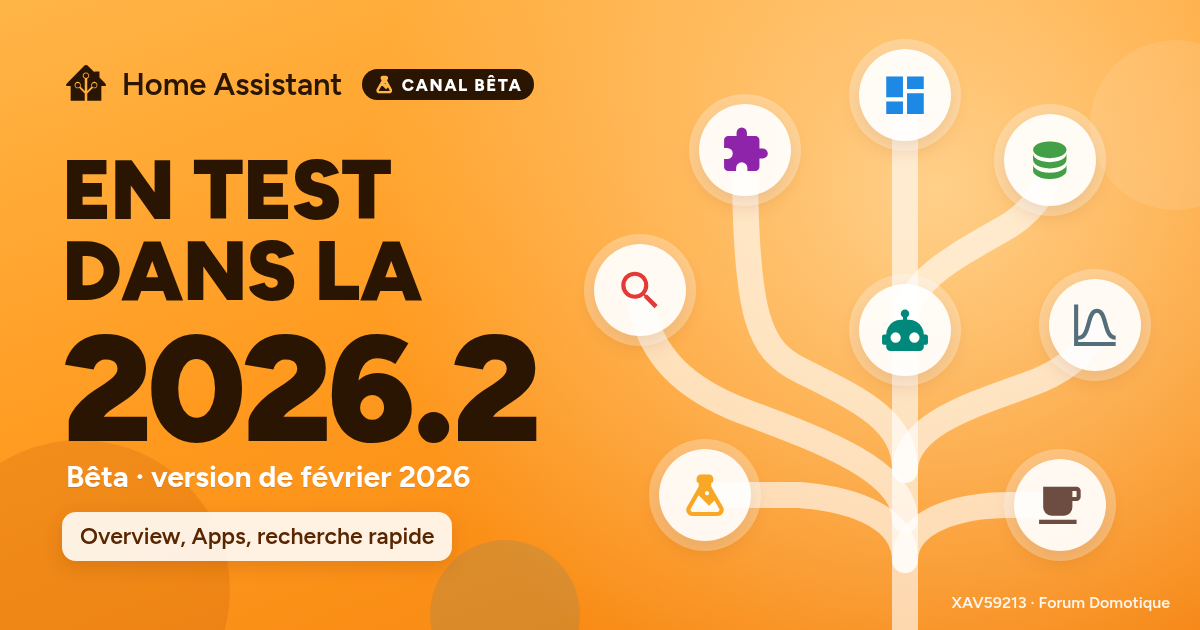 Home Assistant
CANAL BÊTA
EN TEST
DANS LA
2026.2
Bêta · version de février 2026
Overview, Apps, recherche rapide
XAV59213 · Forum Domotique